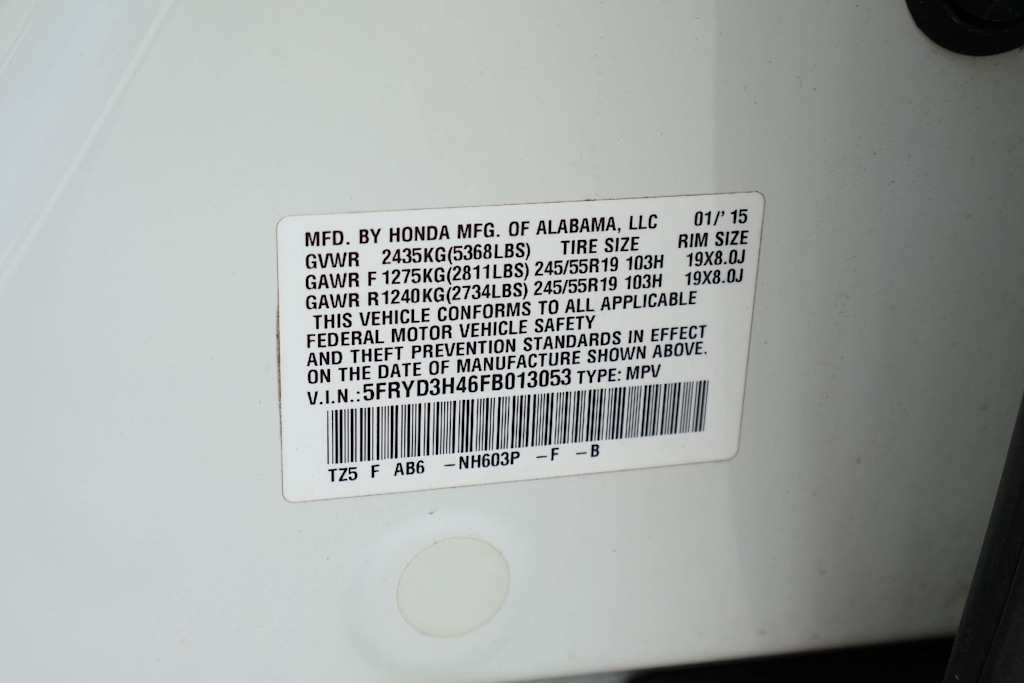 MFD. BY HONDA MFG. OF ALABAMA, LLC 01/' 15
GVWR 2435KG(5368LBS) TIRE SIZE RIM SIZE
GAWR F 1275KG(2811LBS) 245/55R19 103H 19X8.0J
GAWR R1240KG(2734LBS) 245/55R19 103H 19X8.0J
THIS VEHICLE CONFORMS TO ALL APPLICABLE
FEDERAL MOTOR VEHICLE SAFETY
AND THEFT PREVENTION STANDARDS IN EFFECT
ON THE DATE OF MANUFACTURE SHOWN ABOVE.
V.I.N.:5FRYD3H46FB013053 TYPE: MPV
TZ5 F AB6 -NH603P -F -B